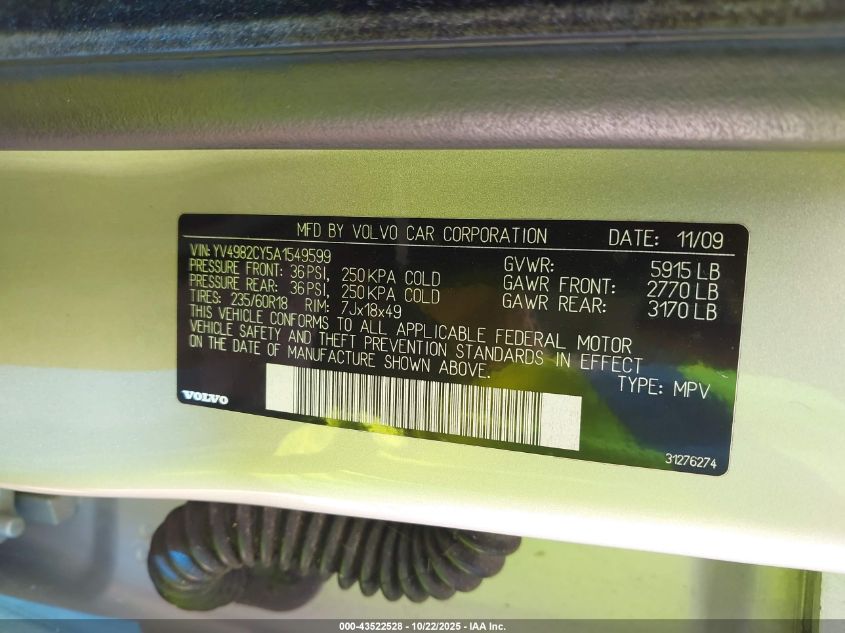 MFD BY VOLVO CAR CORPORATION DATE: 11/09
VIN: YV4982CY5A1549599
PRESSURE FRONT: 36PSI, 250KPA COLD
PRESSURE REAR: 36PSI, 250KPA COLD
TIRES: 235/60R18 RIM: 7Jx18x49
GVWR: 5915 LB
GAWR FRONT: 2770 LB
GAWR REAR: 3170 LB
THIS VEHICLE CONFORMS TO ALL APPLICABLE FEDERAL MOTOR
VEHICLE SAFETY AND THEFT PREVENTION STANDARDS IN EFFECT
ON THE DATE OF MANUFACTURE SHOWN ABOVE.
TYPE: MPV
VOLVO
31276274
000-43522528 - 10/22/2025 - IAA Inc.